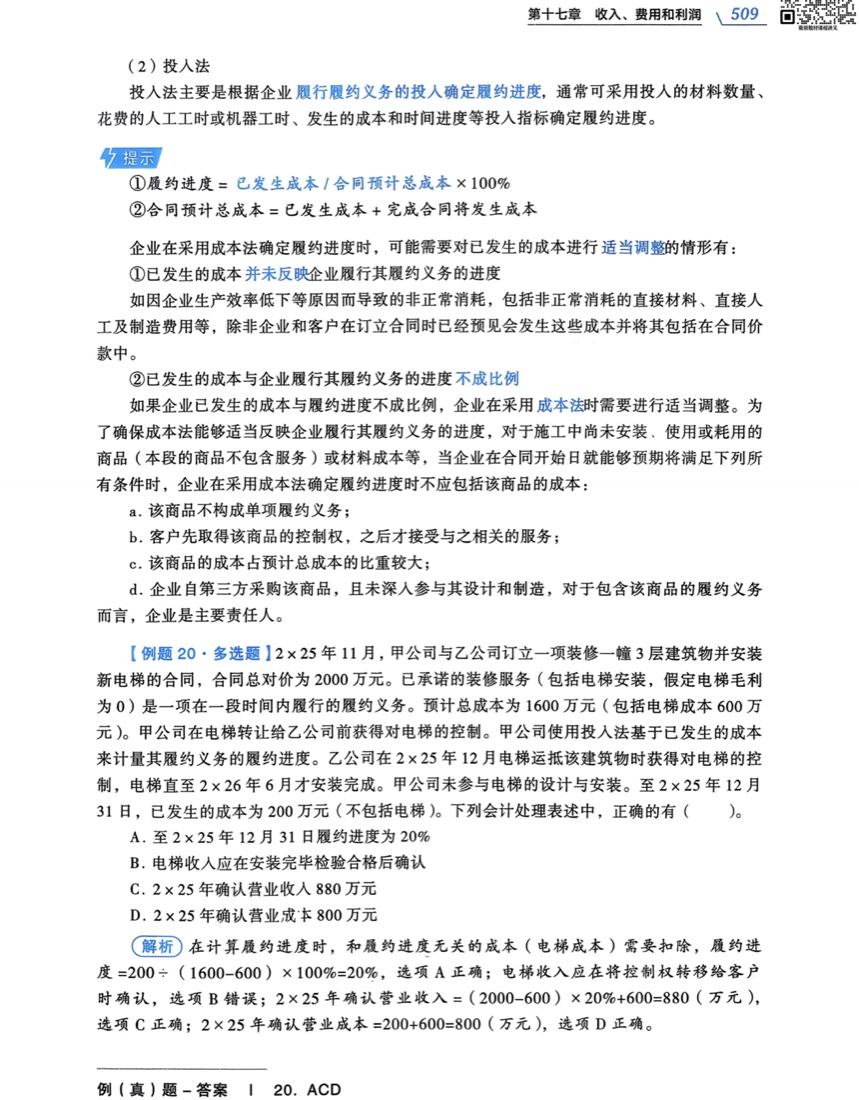 第十七章 收入、费用和利润 509
(2)投入法
投入法主要是根据企业履行履约义务的投入确定履约进度，通常可采用投入的材料数量、
花费的人工工时或机器工时、发生的成本和时间进度等投入指标确定履约进度。
提示
①履约进度 = 已发生成本 / 合同预计总成本 × 100%
②合同预计总成本 = 已发生成本 + 完成合同将发生成本
企业在采用成本法确定履约进度时，可能需要对已发生的成本进行适当调整的情形有：
①已发生的成本并未反映企业履行其履约义务的进度
如因企业生产效率低下等原因而导致的非正常消耗，包括非正常消耗的直接材料、直接人
工及制造费用等，除非企业和客户在订立合同时已经预见会发生这些成本并将其包括在合同价
款中。
②已发生的成本与企业履行其履约义务的进度不成比例
如果企业已发生的成本与履约进度不成比例，企业在采用成本法时需要进行适当调整。为
了确保成本法能够适当反映企业履行其履约义务的进度，对于施工中尚未安装、使用或耗用的
商品（本段的商品不包含服务）或材料成本等，当企业在合同开始日就能够预期将满足下列所
有条件时，企业在采用成本法确定履约进度时不应包括该商品的成本：
a. 该商品不构成单项履约义务；
b. 客户先取得该商品的控制权，之后才接受与之相关的服务；
c. 该商品的成本占预计总成本的比重较大；
d. 企业自第三方采购该商品，且未深入参与其设计和制造，对于包含该商品的履约义务
而言，企业是主要责任人。
【例题 20·多选题】2×25 年 11 月，甲公司与乙公司订立一项装修一幢 3 层建筑物并安装
新电梯的合同，合同总对价为 2000 万元。已承诺的装修服务（包括电梯安装，假定电梯毛利
为 0）是一项在一段时间内履行的履约义务。预计总成本为 1600 万元（包括电梯成本 600 万
元）。甲公司在电梯转让给乙公司前获得对电梯的控制。甲公司使用投入法基于已发生的成本
来计量其履约义务的履约进度。乙公司在 2×25 年 12 月电梯运抵该建筑物时获得对电梯的控
制，电梯直至 2×26 年 6 月才安装完成。甲公司未参与电梯的设计与安装。至 2×25 年 12 月
31 日，已发生的成本为 200 万元（不包括电梯）。下列会计处理表述中，正确的有（ ）。
A. 至 2×25 年 12 月 31 日履约进度为 20%
B. 电梯收入应在安装完毕检验合格后确认
C. 2×25 年确认营业收入 880 万元
D. 2×25 年确认营业成本 800 万元
解析 在计算履约进度时，和履约进度无关的成本（电梯成本）需要扣除，履约进
度 =200÷（1600-600）×100%=20%，选项 A 正确；电梯收入应在将控制权转移给客户
时确认，选项 B 错误；2×25 年确认营业收入 =（2000-600）×20%+600=880（万元），
选项 C 正确；2×25 年确认营业成本 =200+600=800（万元），选项 D 正确。
例（真）题 – 答案 | 20. ACD